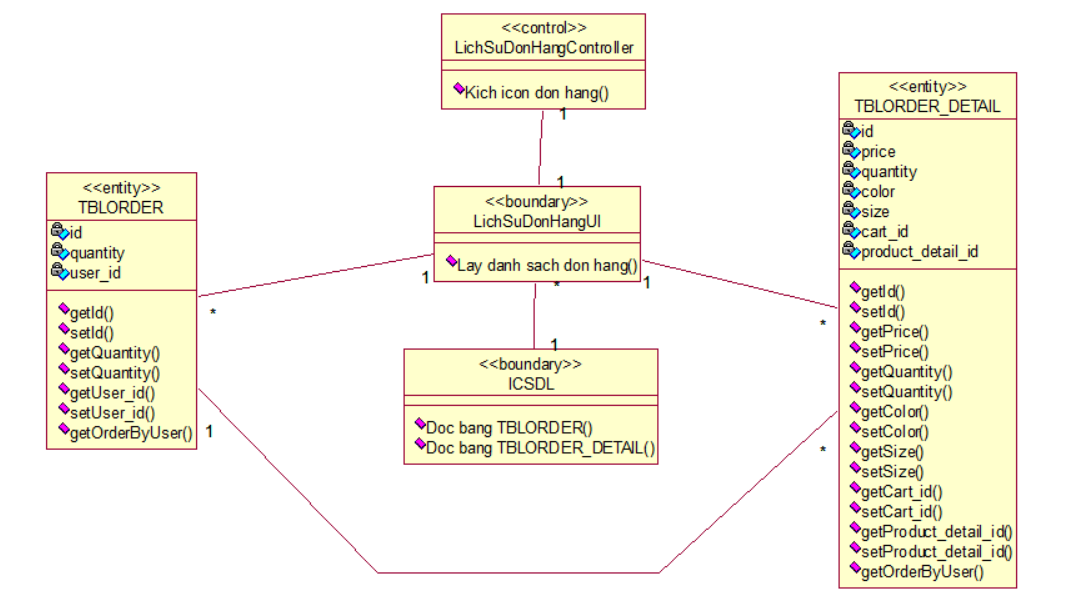 <<control>>
LichSuDonHangController
Kich icon don hang()
1
1
<<boundary>>
LichSuDonHangUI
Lay danh sach don hang()
1
*
1
<<entity>>
TBLORDER
id
quantity
user_id
getId()
setId()
getQuantity()
setQuantity()
getUser_id()
setUser_id()
getOrderByUser()
*
1
1
<<boundary>>
ICSDL
Doc bang TBLORDER()
Doc bang TBLORDER_DETAIL()
<<entity>>
TBLORDER_DETAIL
id
price
quantity
color
size
cart_id
product_detail_id
getId()
setId()
getPrice()
setPrice()
getQuantity()
setQuantity()
getColor()
setColor()
getSize()
setSize()
getCart_id()
setCart_id()
getProduct_detail_id()
setProduct_detail_id()
getOrderByUser()
*
*